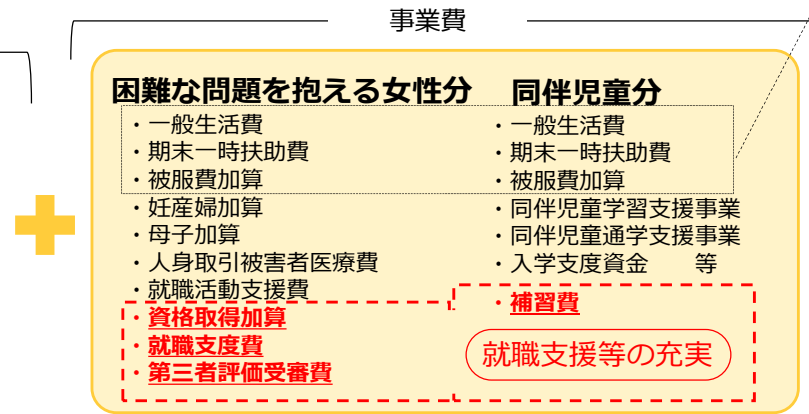 事業費
困難な問題を抱える女性分
・一般生活費
・期末一時扶助費
・被服費加算
・妊産婦加算
・母子加算
・人身取引被害者医療費
・就職活動支援費
・資格取得加算
・就職支度費
・第三者評価受審費
同伴児童分
・一般生活費
・期末一時扶助費
・被服費加算
・同伴児童学習支援事業
・同伴児童通学支援事業
・入学支度資金 等
・補習費
就職支援等の充実